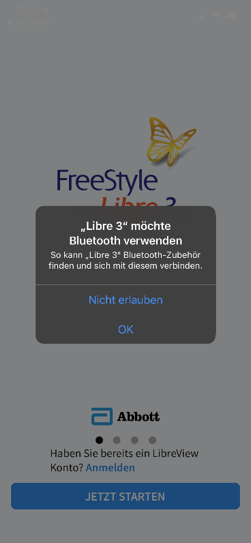 FreeStyle
Libre 3
„Libre 3“ möchte
Bluetooth verwenden
So kann „Libre 3“ Bluetooth-Zubehör
finden und sich mit diesem verbinden.
Nicht erlauben
OK
Abbott
Haben Sie bereits ein LibreView
Konto? Anmelden
JETZT STARTEN